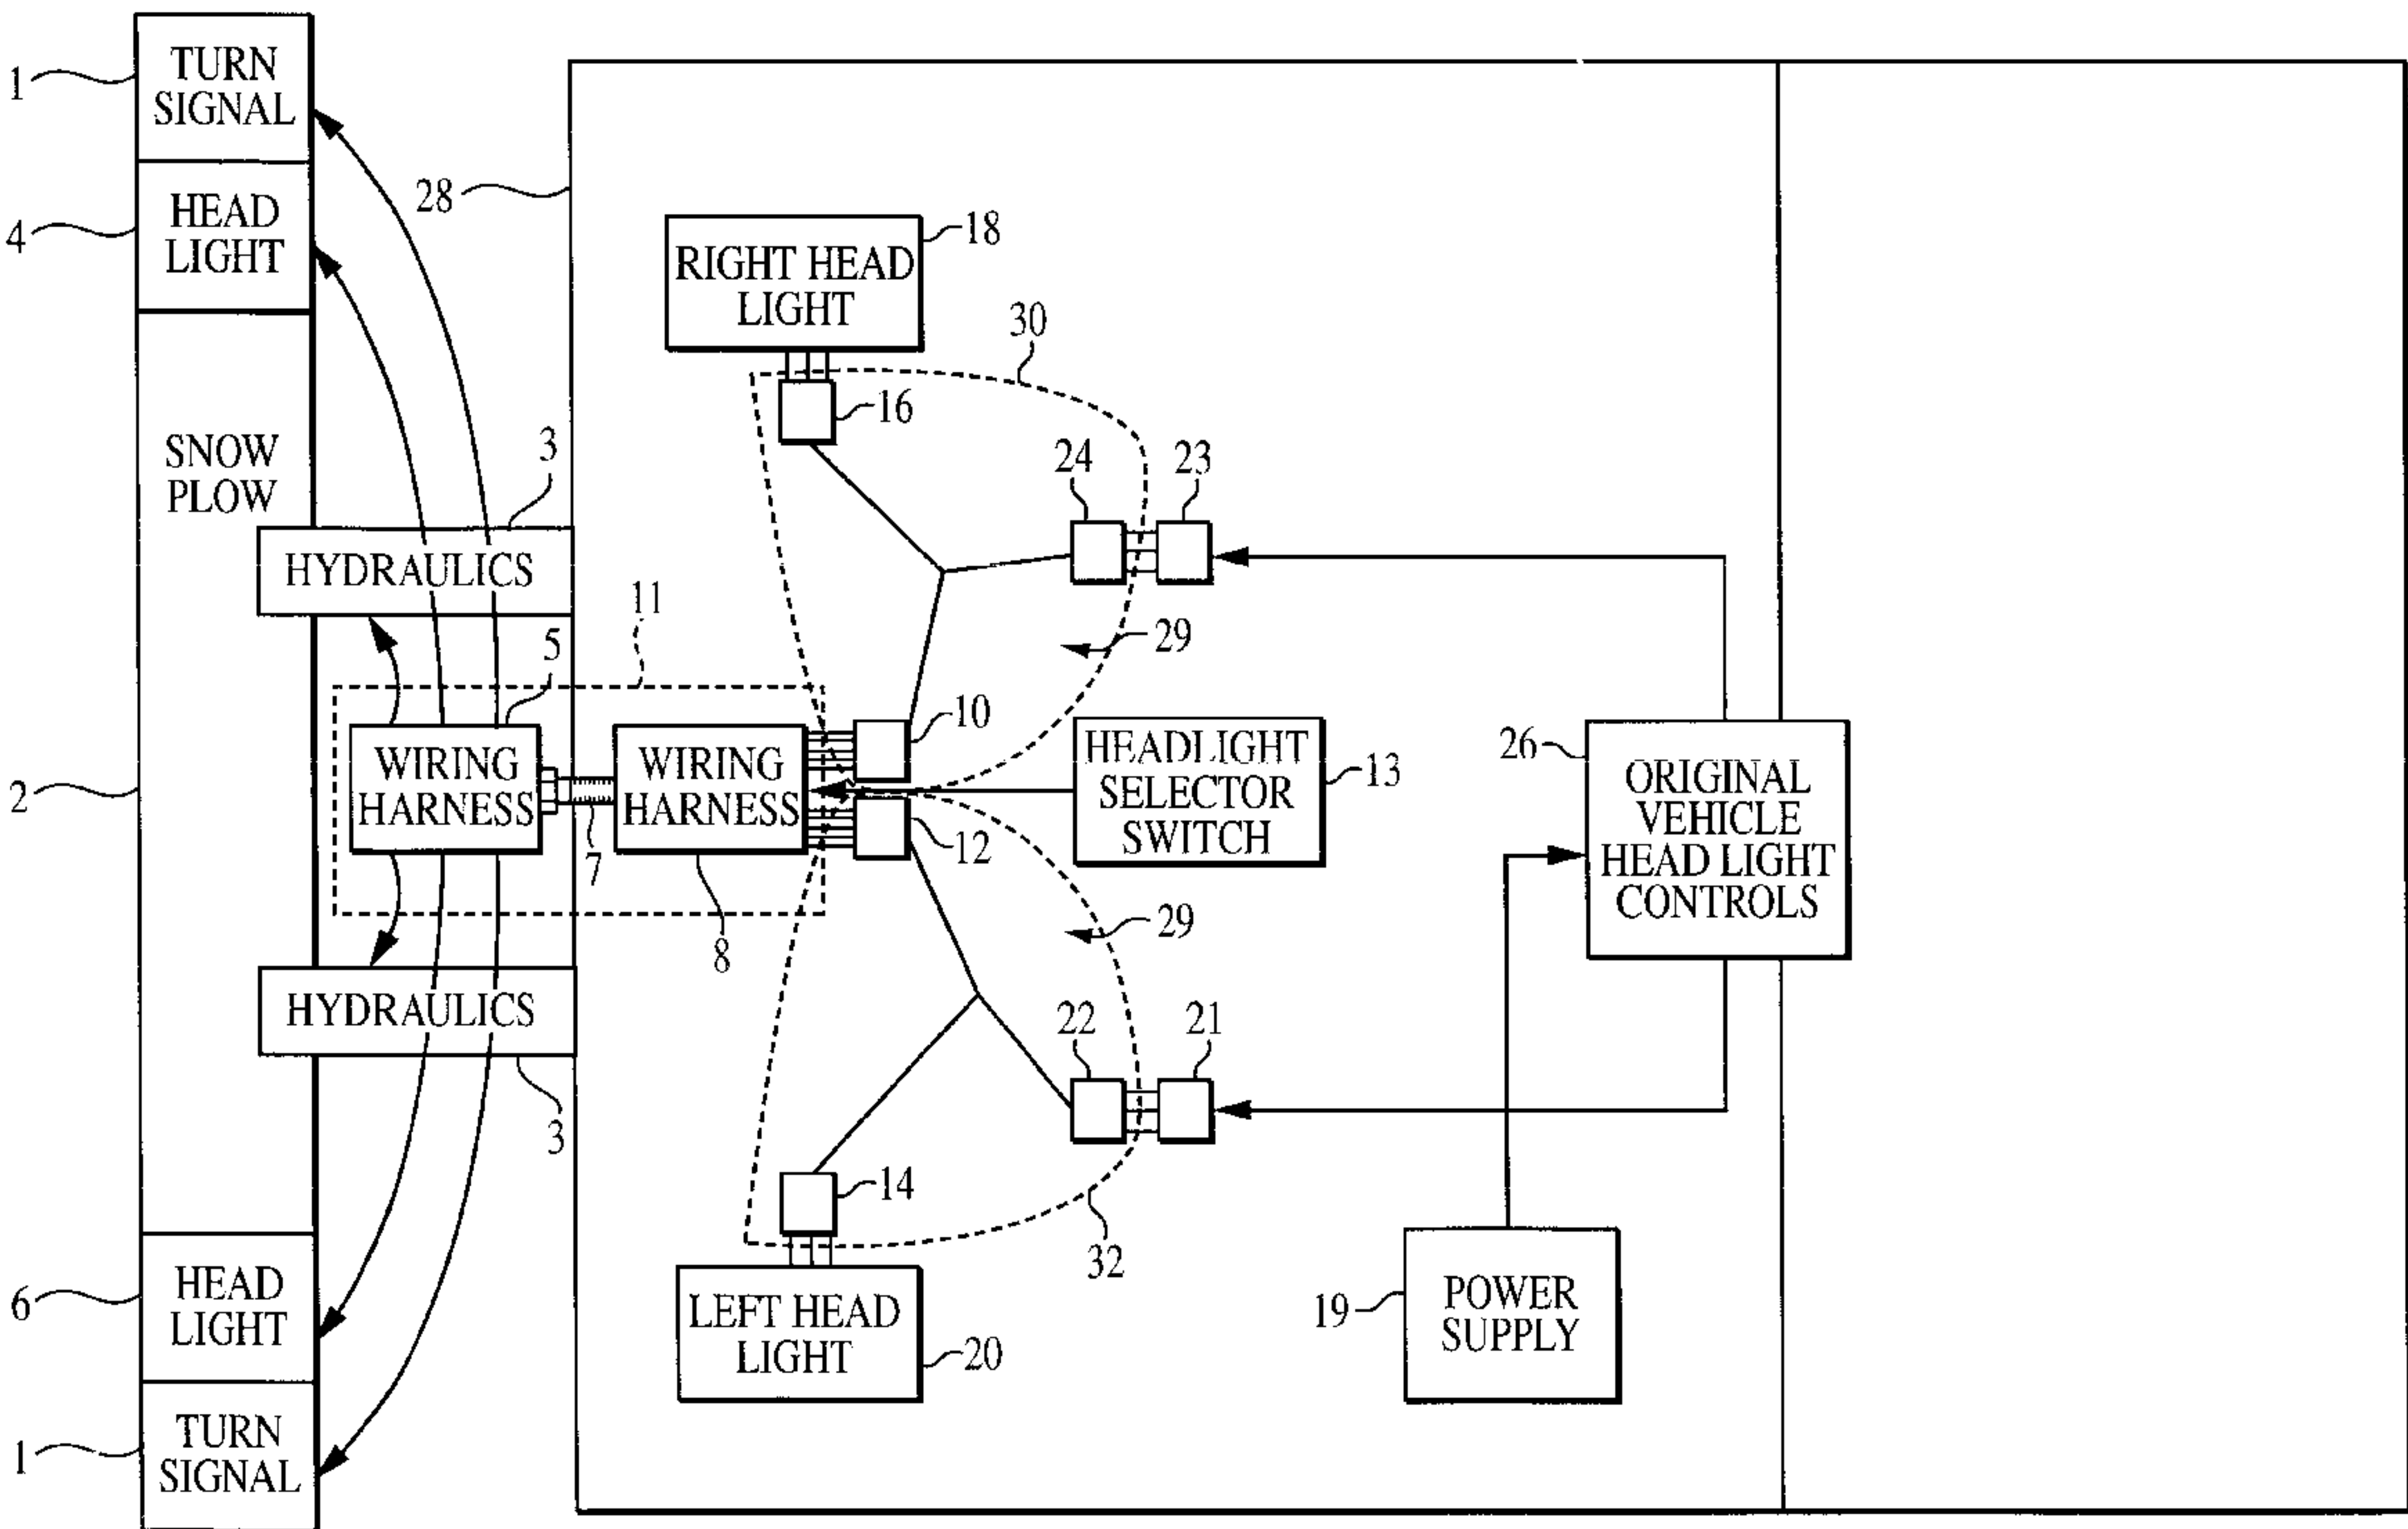 1
TURN
SIGNAL
4
HEAD
LIGHT
28
SNOW
PLOW
2
HYDRAULICS
3
11
5
WIRING
HARNESS
7
WIRING
HARNESS
8
HYDRAULICS
3
6
HEAD
LIGHT
1
TURN
SIGNAL
RIGHT HEAD
LIGHT
18
16
30
24
23
29
10
12
HEADLIGHT
SELECTOR
SWITCH
13
29
22
21
14
32
LEFT HEAD
LIGHT
20
26
ORIGINAL
VEHICLE
HEAD LIGHT
CONTROLS
19
POWER
SUPPLY